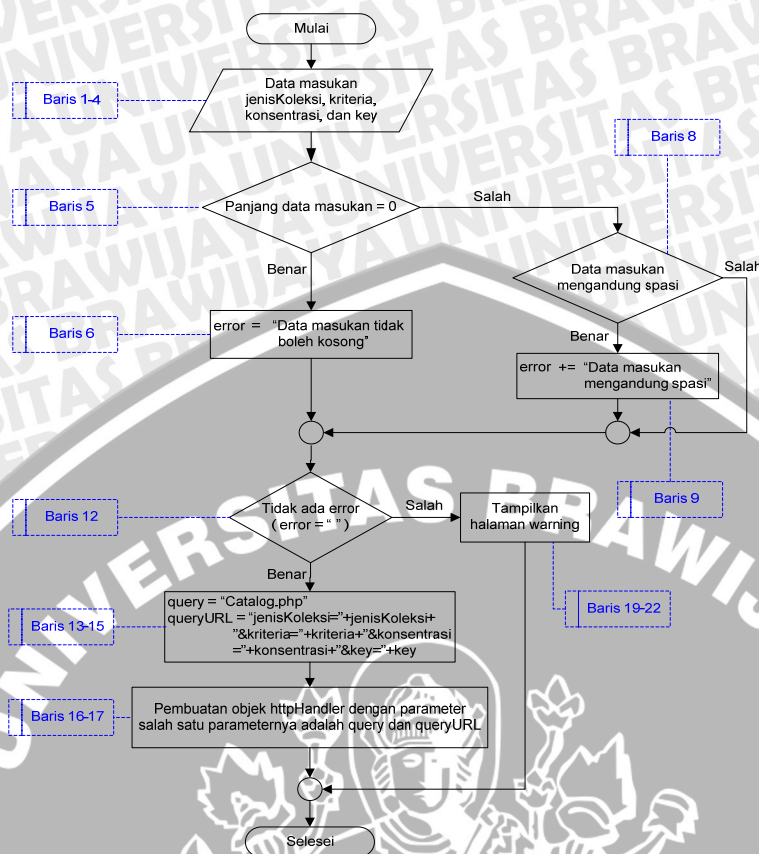 Mulai
Data masukan
jenisKoleksi, kriteria,
konsentrasi, dan key
Baris 1-4
Baris 8
Baris 5
Panjang data masukan = 0
Salah
Data masukan
mengandung spasi
Salah
Benar
Baris 6
error = “Data masukan tidak
boleh kosong”
Benar
error += “Data masukan
mengandung spasi”
Baris 9
Baris 12
Tidak ada error
( error = “ ” )
Salah
Tampilkan
halaman warning
Benar
Baris 19-22
Baris 13-15
query = “Catalog.php”
queryURL = “jenisKoleksi=”+jenisKoleksi+
”&kriteria=”+kriteria+”&konsentrasi
=”+konsentrasi+”&key=”+key
Baris 16-17
Pembuatan objek httpHandler dengan parameter
salah satu parameternya adalah query dan queryURL
Selesei
UNIVERSITAS BRAWIJ